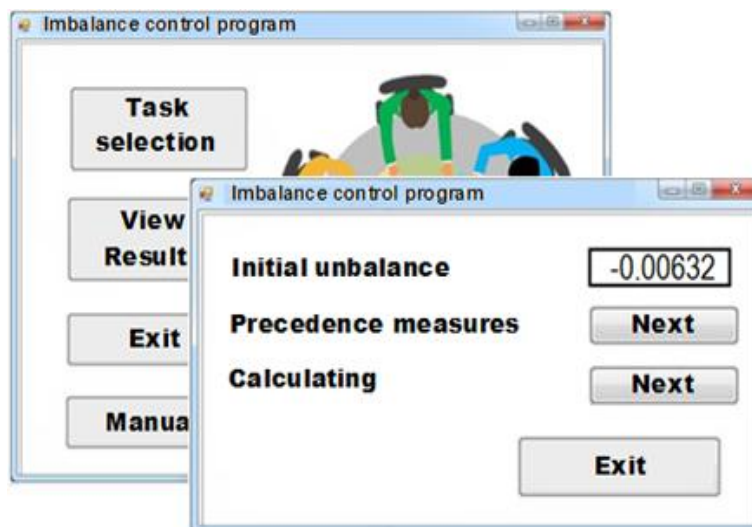 Imbalance control program
Task
selection
View
Result
Exit
Manua
Imbalance control program
Initial unbalance
-0.00632
Precedence measures
Next
Calculating
Next
Exit